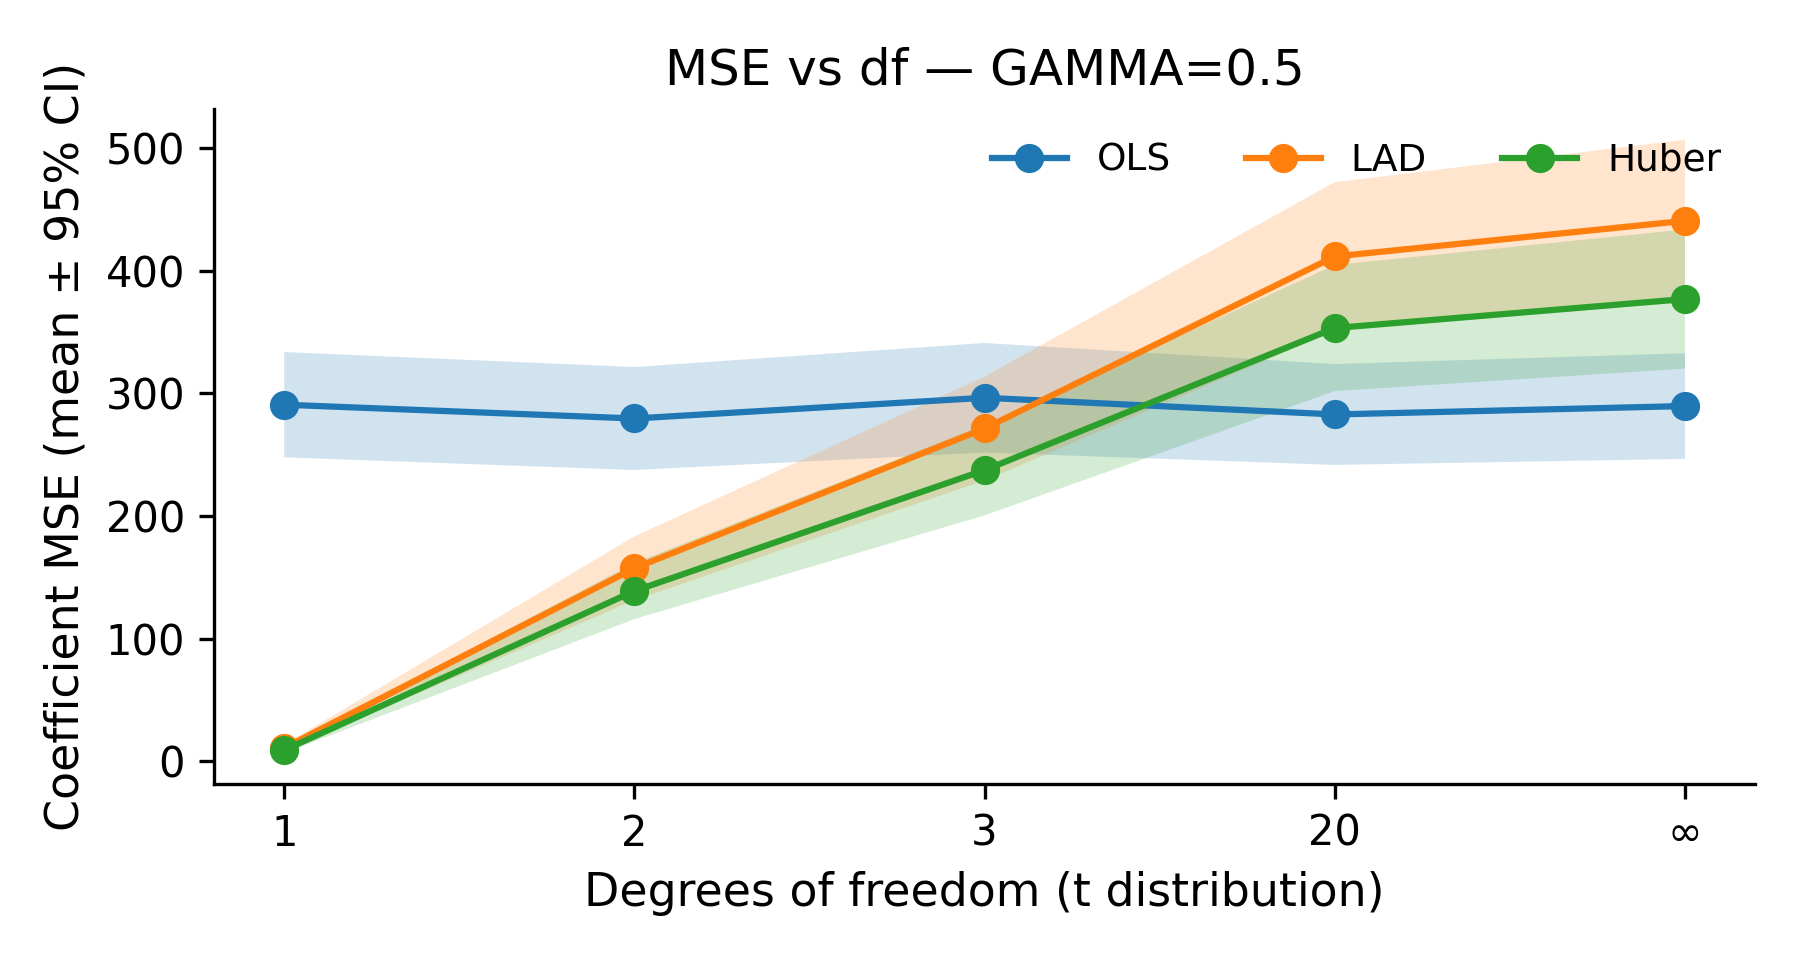 MSE vs df — GAMMA=0.5
OLS LAD Huber
Coefficient MSE (mean ± 95% CI)
500
400
300
200
100
0
1 2 3 20 ∞
Degrees of freedom (t distribution)